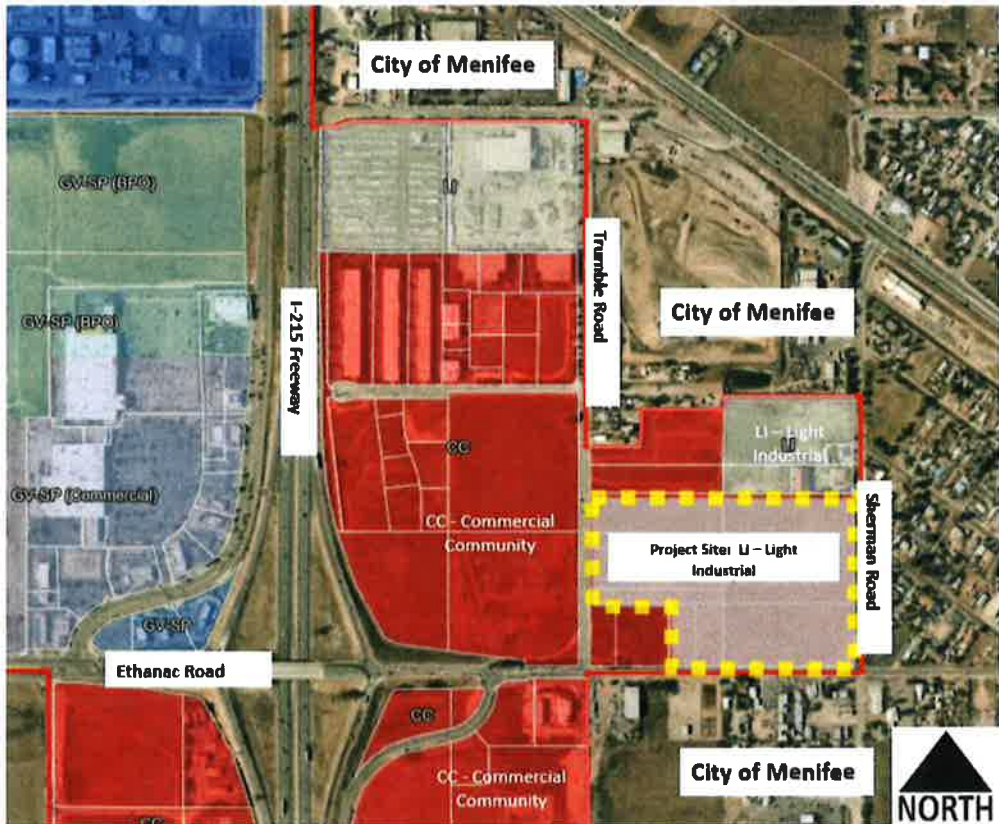 City of Menifee
GV-SP (BPO)
LI
Trumble Road
I-215 Freeway
City of Menifee
GV-SP (BPO)
CC
LI – Light
LI
Industrial
GV-SP (Commercial)
CC - Commercial
Community
Sherman Road
Project Site: LI – Light
Industrial
GV-SP
Ethanac Road
CC
CC - Commercial
Community
City of Menifee
CC
NORTH